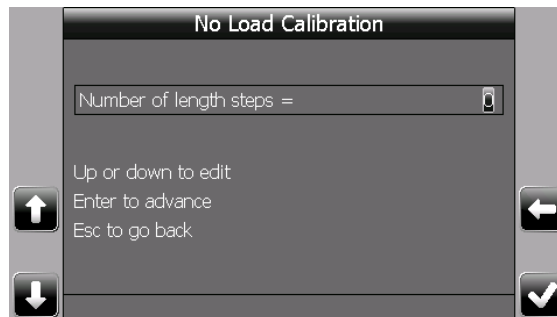 No Load Calibration
Number of length steps = 0
Up or down to edit
Enter to advance
Esc to go back